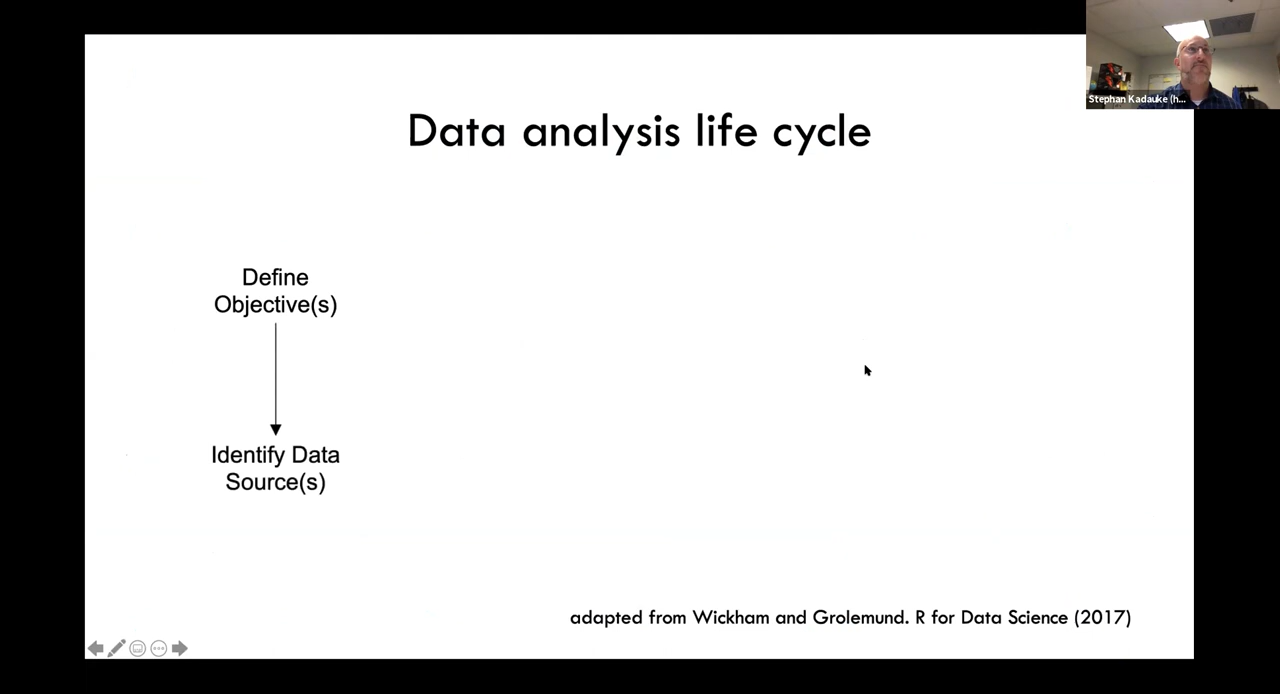 Data analysis life cycle
Stephan Kadauke (h...
Define
Objective(s)
Identify Data
Source(s)
adapted from Wickham and Grolemund. R for Data Science (2017)